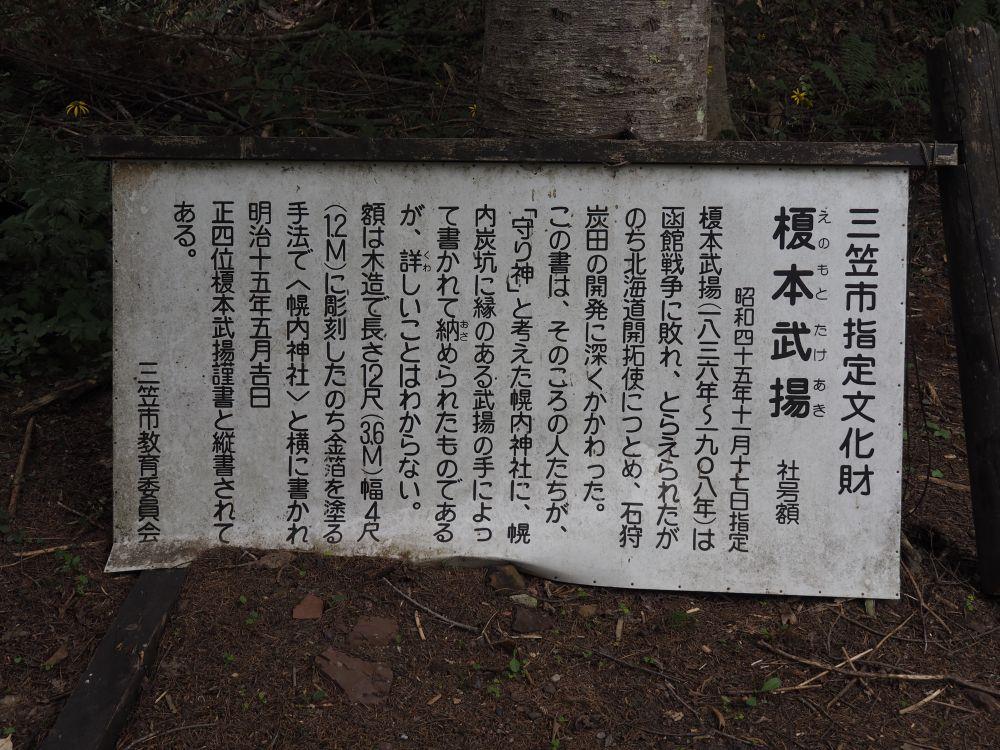 三笠市指定文化財
榎本武揚 社号額
えのもとたけあき
昭和四十五年十一月十七日指定
榎本武揚(一八三六年〜一九〇八年)は
函館戦争に敗れ、とらえられたが
のち北海道開拓使につとめ、石狩
炭田の開発に深くかかわった。
この書は、そのころの人たちが、
「守り神」と考えた幌内神社に、幌
内炭坑に縁のある武揚の手によっ
て書かれて納められたものである
おさ
が、詳しいことはわからない。
くわ
額は木造で長さ12尺(3.6M)幅4尺
(1.2M)に彫刻したのち金箔を塗る
手法で〈幌内神社〉と横に書かれ
明治十五年五月吉日
正四位榎本武揚謹書と縦書されて
ある。
三笠市教育委員会